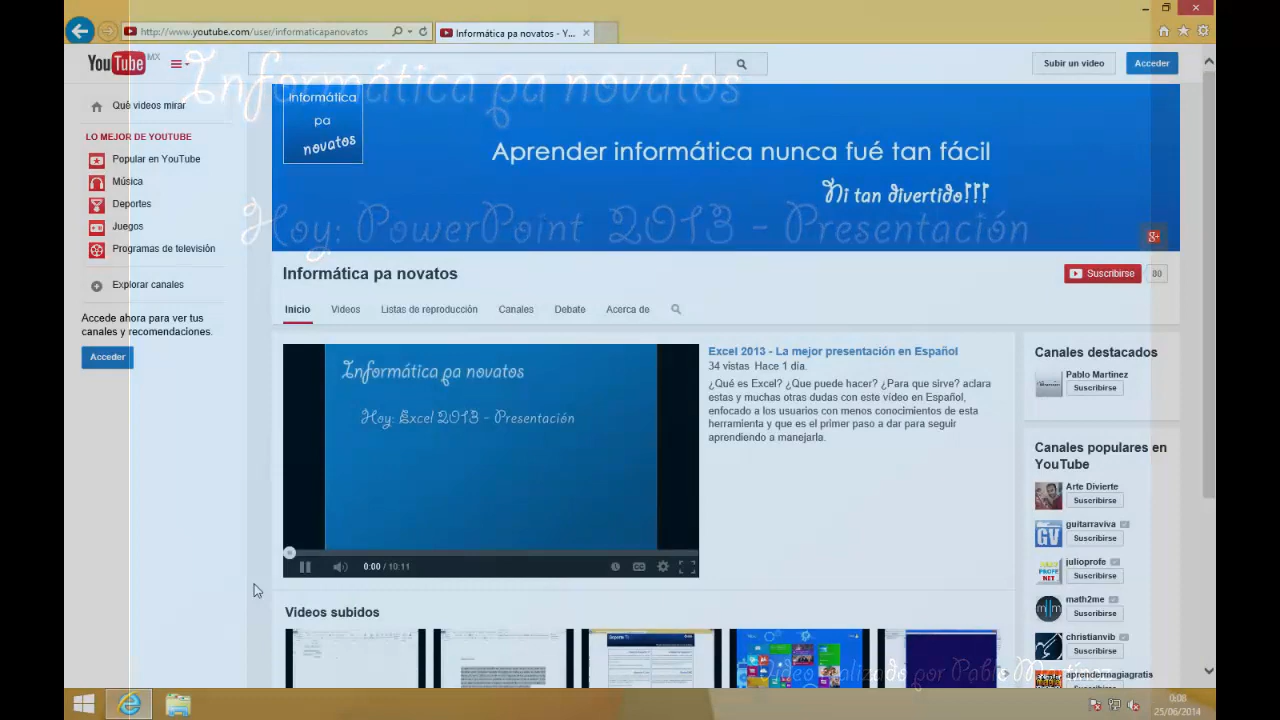 http://www.youtube.com/user/informaticapanovatos
Informática pa novatos - Y...
YouTube MX
Subir un video
Acceder
Informática pa novatos
Qué videos mirar
LO MEJOR DE YOUTUBE
Popular en YouTube
Música
Deportes
Juegos
Programas de televisión
Explorar canales
Accede ahora para ver tus
canales y recomendaciones.
Acceder
Informática
pa
novatos
Aprender informática nunca fué tan fácil
Ni tan divertido!!!
Hoy: PowerPoint 2013 - Presentación
g+
Informática pa novatos
Suscribirse
80
Inicio
Videos
Listas de reproducción
Canales
Debate
Acerca de
Informática pa novatos
Hoy: Excel 2013 - Presentación
0:00 / 10:11
CC
Excel 2013 - La mejor presentación en Español
34 vistas Hace 1 día.
¿Qué es Excel? ¿Que puede hacer? ¿Para que sirve? aclara
estas y muchas otras dudas con este vídeo en Español,
enfocado a los usuarios con menos conocimientos de esta
herramienta y que es el primer paso a dar para seguir
aprendiendo a manejarla.
Canales destacados
Pablo Martínez
Suscribirse
Canales populares en
YouTube
Arte Divierte
Suscribirse
guitarraviva
Suscribirse
julioprofe
Suscribirse
math2me
Suscribirse
christianvib
Suscribirse
aprendermagiagratis
Videos subidos
Video realizado por Pablo Martínez
0:08
25/06/2014